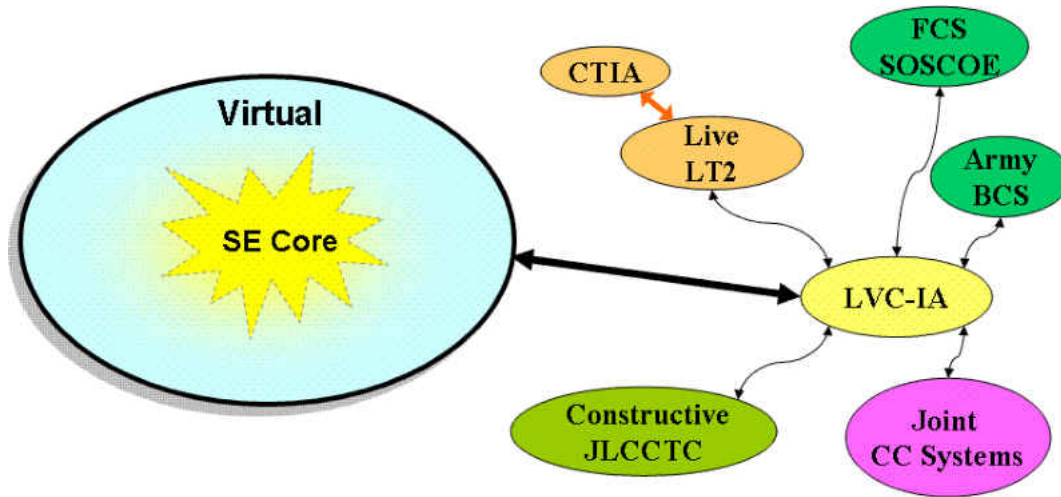 Virtual
SE Core
CTIA
Live
LT2
FCS
SOSCOE
Army
BCS
LVC-IA
Constructive
JLCCTC
Joint
CC Systems